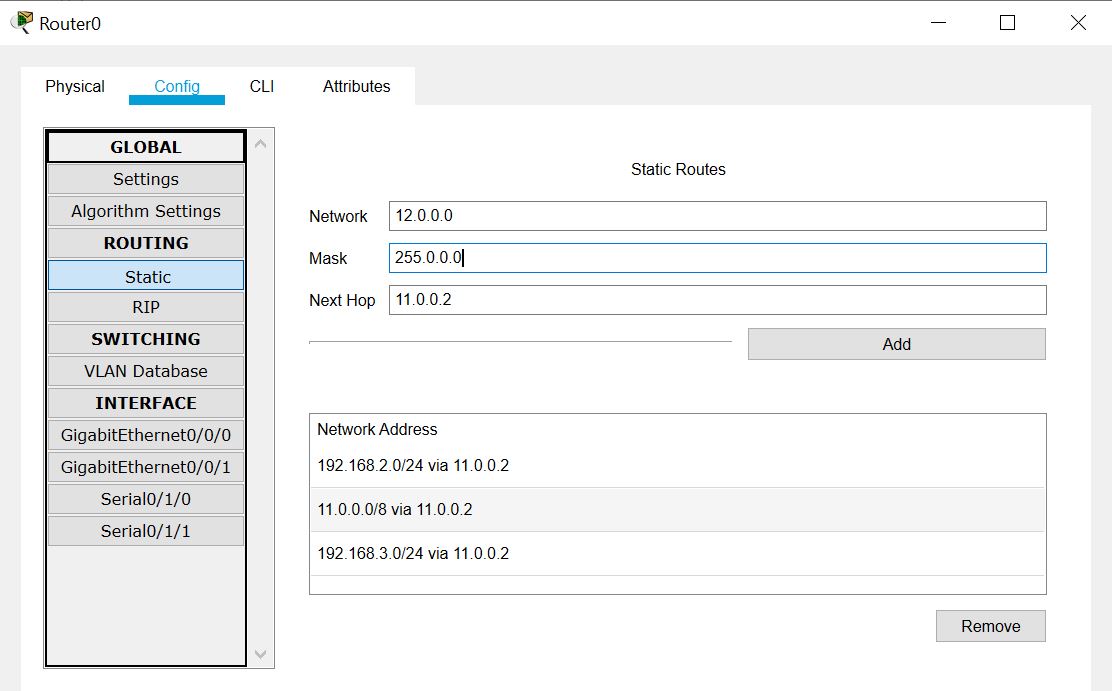 Router0
Physical Config CLI Attributes
GLOBAL
Settings
Algorithm Settings
ROUTING
Static
RIP
SWITCHING
VLAN Database
INTERFACE
GigabitEthernet0/0/0
GigabitEthernet0/0/1
Serial0/1/0
Serial0/1/1
Static Routes
Network 12.0.0.0
Mask 255.0.0.0
Next Hop 11.0.0.2
Add
Network Address
192.168.2.0/24 via 11.0.0.2
11.0.0.0/8 via 11.0.0.2
192.168.3.0/24 via 11.0.0.2
Remove